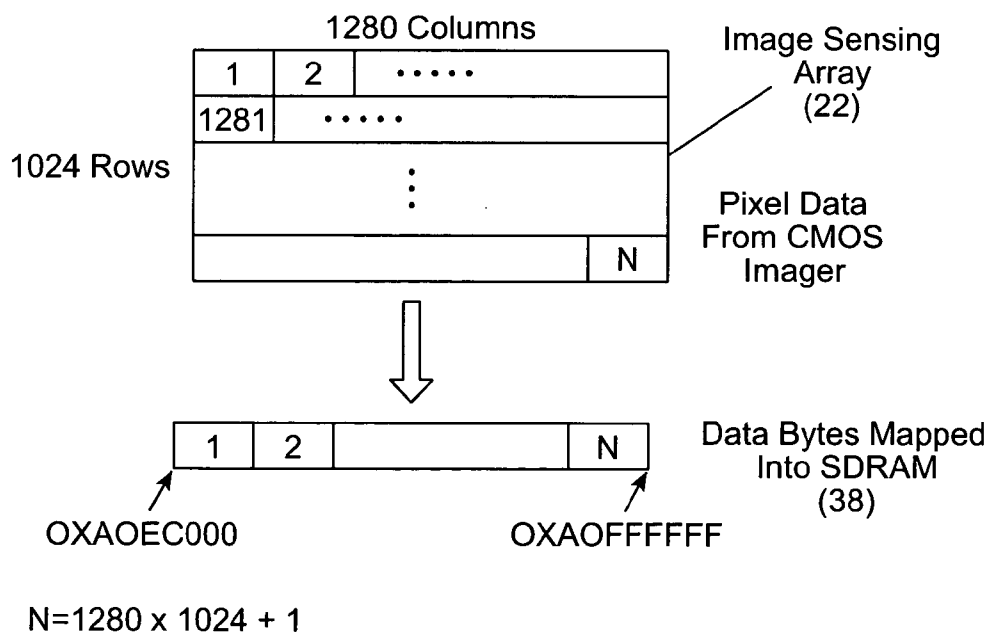 1280 Columns
Image Sensing
Array
(22)
1 2 .....
1281 .....
1024 Rows
Pixel Data
From CMOS
Imager
N
1 2 N
Data Bytes Mapped
Into SDRAM
(38)
OXAOEC000 OXAOFFFFFF
N=1280 x 1024 + 1